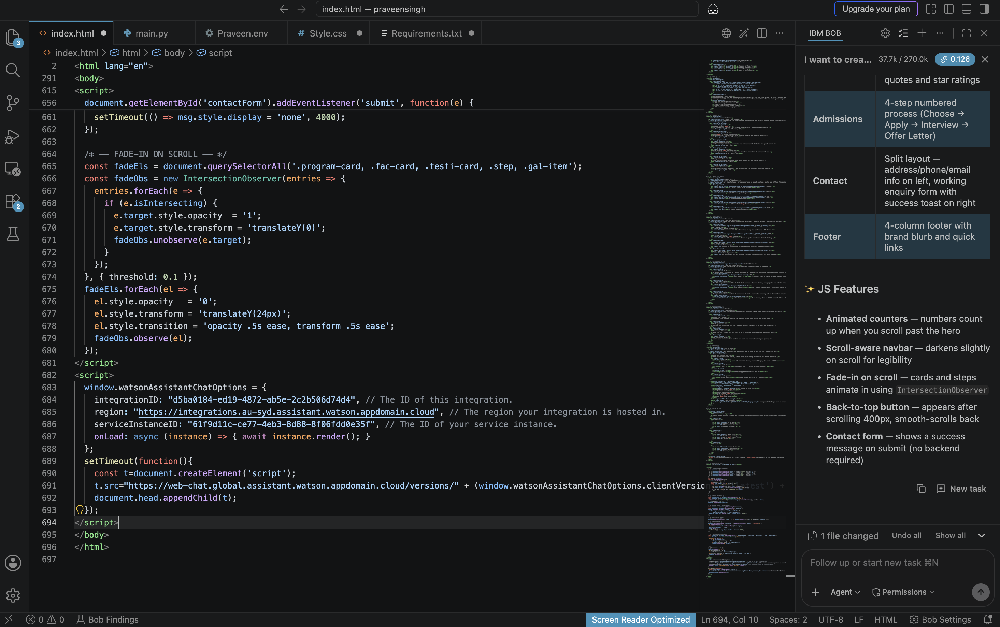 index.html — praveensingh
Upgrade your plan
index.html
main.py
Praveen.env
# Style.css
Requirements.txt
IBM BOB
index.html > html > body > script
I want to crea...
37.7k / 270.0k
0.126
3
2
2 <html lang="en">
291 <body>
615 <script>
656 document.getElementById('contactForm').addEventListener('submit', function(e) {
661 setTimeout(() => msg.style.display = 'none', 4000);
662 });
663
664 /* —— FADE-IN ON SCROLL —— */
665 const fadeEls = document.querySelectorAll('.program-card, .fac-card, .testi-card, .step, .gal-item');
666 const fadeObs = new IntersectionObserver(entries => {
667 entries.forEach(e => {
668 if (e.isIntersecting) {
669 e.target.style.opacity  = '1';
670 e.target.style.transform = 'translateY(0)';
671 fadeObs.unobserve(e.target);
672 }
673 });
674 }, { threshold: 0.1 });
675 fadeEls.forEach(el => {
676 el.style.opacity   = '0';
677 el.style.transform = 'translateY(24px)';
678 el.style.transition = 'opacity .5s ease, transform .5s ease';
679 fadeObs.observe(el);
680 });
681 </script>
682 <script>
683 window.watsonAssistantChatOptions = {
684 integrationID: "d5ba0184-ed19-4872-ab5e-2c2b506d74d4", // The ID of this integration.
685 region: "https://integrations.au-syd.assistant.watson.appdomain.cloud", // The region your integration is hosted in.
686 serviceInstanceID: "61f9d11c-ce77-4eb3-8d88-8f06fdd0e35f", // The ID of your service instance.
687 onLoad: async (instance) => { await instance.render(); }
688 };
689 setTimeout(function(){
690 const t=document.createElement('script');
691 t.src="https://web-chat.global.assistant.watson.appdomain.cloud/versions/" + (window.watsonAssistantChatOptions.clientVersion
692 document.head.appendChild(t);
693 });
694 </script>
695 </body>
696 </html>
697
quotes and star ratings
Admissions
4-step numbered
process (Choose →
Apply → Interview →
Offer Letter)
Contact
Split layout —
address/phone/email
info on left, working
enquiry form with
success toast on right
Footer
4-column footer with
brand blurb and quick
links
✨ JS Features
• Animated counters — numbers count
up when you scroll past the hero
• Scroll-aware navbar — darkens slightly
on scroll for legibility
• Fade-in on scroll — cards and steps
animate in using IntersectionObserver
• Back-to-top button — appears after
scrolling 400px, smooth-scrolls back
• Contact form — shows a success
message on submit (no backend
required)
New task
1 file changed
Undo all
Show all
Follow up or start new task ⌘N
Agent
Permissions
0
0
Bob Findings
Screen Reader Optimized
Ln 694, Col 10
Spaces: 2
UTF-8
LF
HTML
Bob Settings